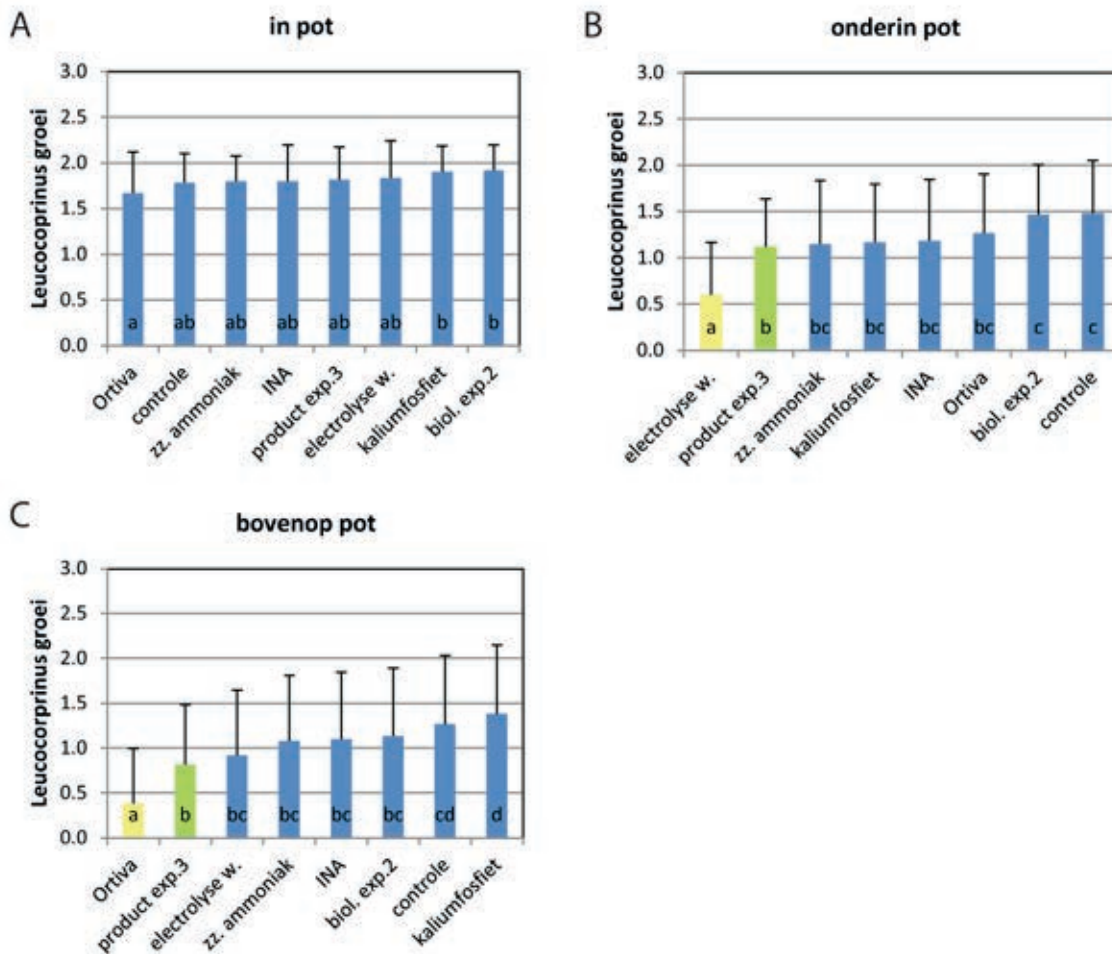 A
in pot
Leucocoprinus groei
3.0
2.5
2.0
1.5
1.0
0.5
0.0
a ab ab ab ab ab b b
Ortiva
controle
zz. ammoniak
INA
product exp.3
electrolyse w.
kaliumfosfiet
biol. exp.2
B
onderin pot
Leucocoprinus groei
3.0
2.5
2.0
1.5
1.0
0.5
0.0
a b bc bc bc bc c c
electrolyse w.
product exp.3
zz. ammoniak
kaliumfosfiet
INA
Ortiva
biol. exp.2
controle
C
bovenop pot
Leucocorprinus groei
3.0
2.5
2.0
1.5
1.0
0.5
0.0
a b bc bc bc bc cd d
Ortiva
product exp.3
electrolyse w.
zz. ammoniak
INA
biol. exp.2
controle
kaliumfosfiet